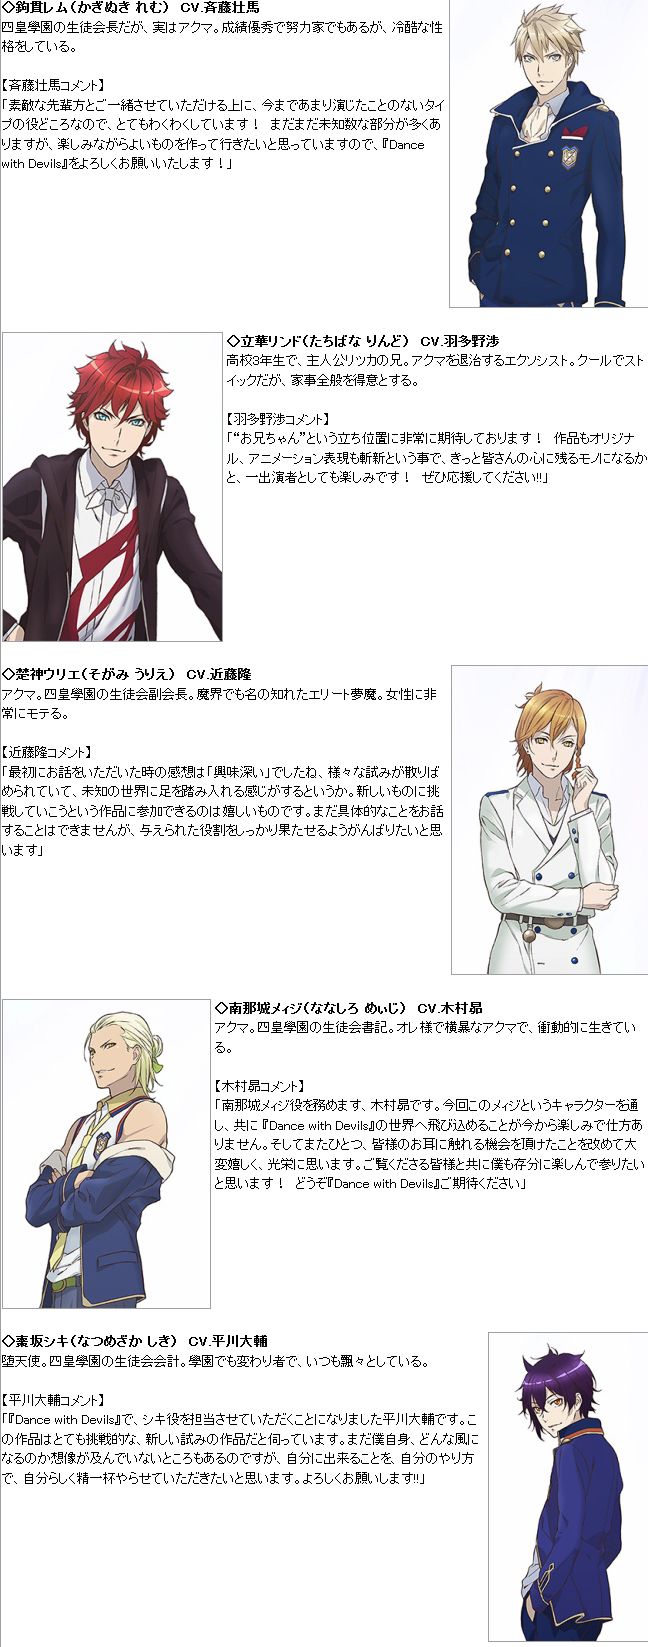 ◇鉤貫レム（かぎぬき れむ）　CV.斉藤壮馬
四皇學園の生徒会長だが、実はアクマ。成績優秀で努力家でもあるが、冷酷な性
格をしている。
【斉藤壮馬コメント】
「素敵な先輩方とご一緒させていただける上に、今まであまり演じたことのないタイ
プの役どころなので、とてもわくわくしています！　まだまだ未知数な部分が多くあ
りますが、楽しみながらよいものを作って行きたいと思っていますので、『Dance
with Devils』をよろしくお願いいたします！」
◇立華リンド（たちばな りんど）　CV.羽多野渉
高校3年生で、主人公リツカの兄。アクマを退治するエクソシスト。クールでスト
イックだが、家事全般を得意とする。
【羽多野渉コメント】
「“お兄ちゃん”という立ち位置に非常に期待しております！　作品もオリジナ
ル、アニメーション表現も斬新という事で、きっと皆さんの心に残るモノになるか
と、一出演者としても楽しみです！　ぜひ応援してください!!」
◇楚神ウリエ（そがみ うりえ）　CV.近藤隆
アクマ。四皇學園の生徒会副会長。魔界でも名の知れたエリート夢魔。女性に非
常にモテる。
【近藤隆コメント】
「最初にお話をいただいた時の感想は「興味深い」でしたね、様々な試みが散りば
められていて、未知の世界に足を踏み入れる感じがするというか。新しいものに挑
戦していこうという作品に参加できるのは嬉しいものです。まだ具体的なことをお話
することはできませんが、与えられた役割をしっかり果たせるようがんばりたいと思
います」
◇南那城メィジ（ななしろ めぃじ）　CV.木村昴
アクマ。四皇學園の生徒会書記。オレ様で横暴なアクマで、衝動的に生きてい
る。
【木村昴コメント】
「南那城メィジ役を務めます、木村昴です。今回このメィジというキャラクターを通
し、共に『Dance with Devils』の世界へ飛び込めることが今から楽しみで仕方あ
りません。そしてまたひとつ、皆様のお耳に触れる機会を頂けたことを改めて大
変嬉しく、光栄に思います。ご覧くださる皆様と共に僕も存分に楽しんで参りたい
と思います！　どうぞ『Dance with Devils』ご期待ください」
◇棗坂シキ（なつめざか しき）　CV.平川大輔
堕天使。四皇學園の生徒会会計。學園でも変わり者で、いつも飄々としている。
【平川大輔コメント】
「『Dance with Devils』で、シキ役を担当させていただくことになりました平川大輔です。こ
の作品はとても挑戦的な、新しい試みの作品だと伺っています。まだ僕自身、どんな風に
なるのか想像が及んでいないところもあるのですが、自分に出来ることを、自分のやり方
で、自分らしく精一杯やらせていただきたいと思います。よろしくお願いします!!」